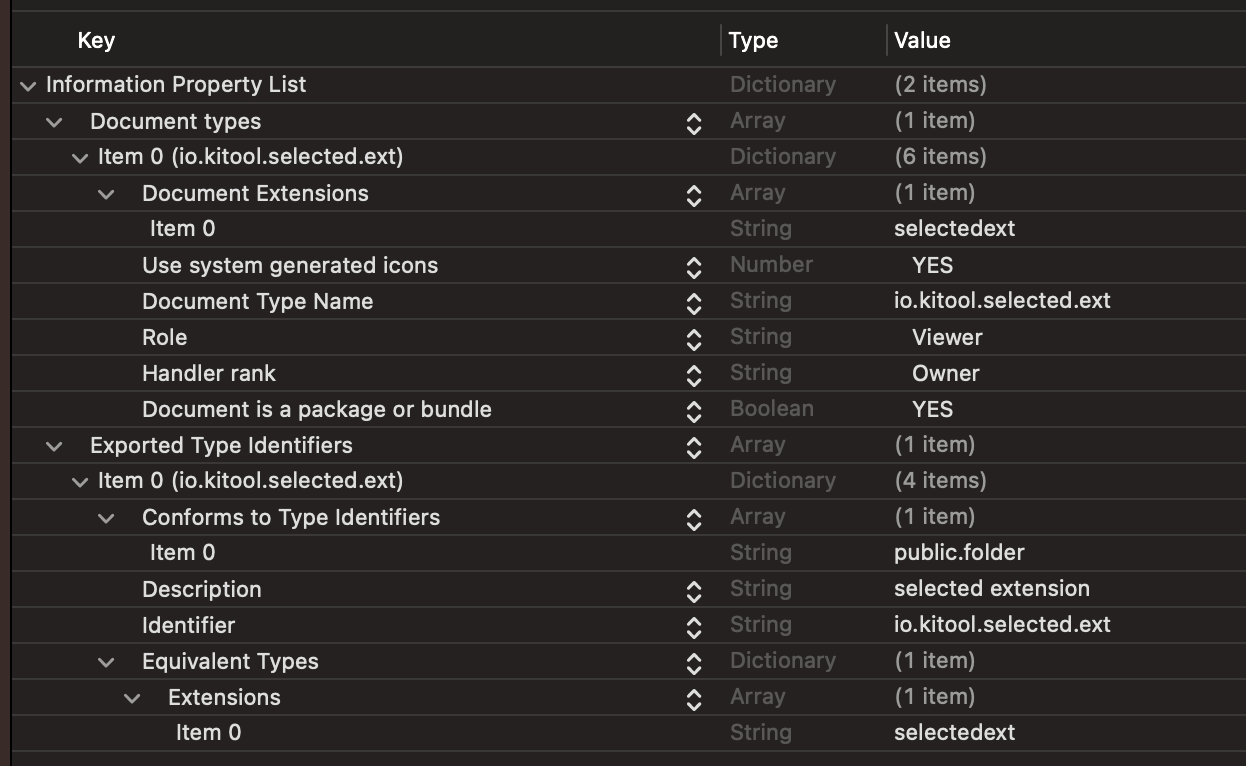 Key Type Value
Information Property List Dictionary (2 items)
Document types Array (1 item)
Item 0 (io.kitool.selected.ext) Dictionary (6 items)
Document Extensions Array (1 item)
Item 0 String selectedext
Use system generated icons Number YES
Document Type Name String io.kitool.selected.ext
Role String Viewer
Handler rank String Owner
Document is a package or bundle Boolean YES
Exported Type Identifiers Array (1 item)
Item 0 (io.kitool.selected.ext) Dictionary (4 items)
Conforms to Type Identifiers Array (1 item)
Item 0 String public.folder
Description String selected extension
Identifier String io.kitool.selected.ext
Equivalent Types Dictionary (1 item)
Extensions Array (1 item)
Item 0 String selectedext